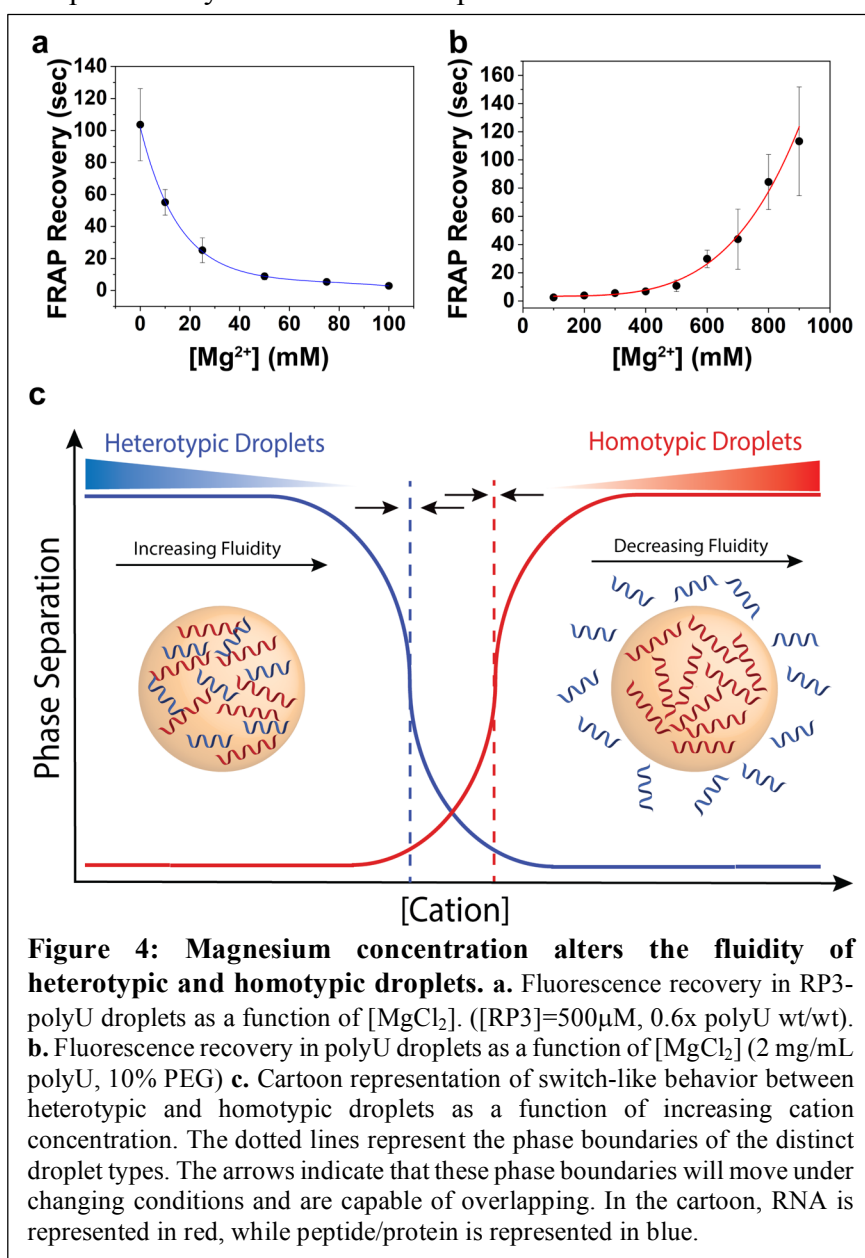 a
140
120
100
80
60
40
20
0
FRAP Recovery (sec)
0 20 40 60 80 100
[Mg²⁺] (mM)
b
160
140
120
100
80
60
40
20
0
FRAP Recovery (sec)
200 400 600 800 1000
[Mg²⁺] (mM)
c
Heterotypic Droplets
Homotypic Droplets
Increasing Fluidity
Decreasing Fluidity
Phase Separation
[Cation]
Figure 4: Magnesium concentration alters the fluidity of
heterotypic and homotypic droplets. a. Fluorescence recovery in RP3-
polyU droplets as a function of [MgCl₂]. ([RP3]=500μM, 0.6x polyU wt/wt).
b. Fluorescence recovery in polyU droplets as a function of [MgCl₂] (2 mg/mL
polyU, 10% PEG) c. Cartoon representation of switch-like behavior between
heterotypic and homotypic droplets as a function of increasing cation
concentration. The dotted lines represent the phase boundaries of the distinct
droplet types. The arrows indicate that these phase boundaries will move under
changing conditions and are capable of overlapping. In the cartoon, RNA is
represented in red, while peptide/protein is represented in blue.